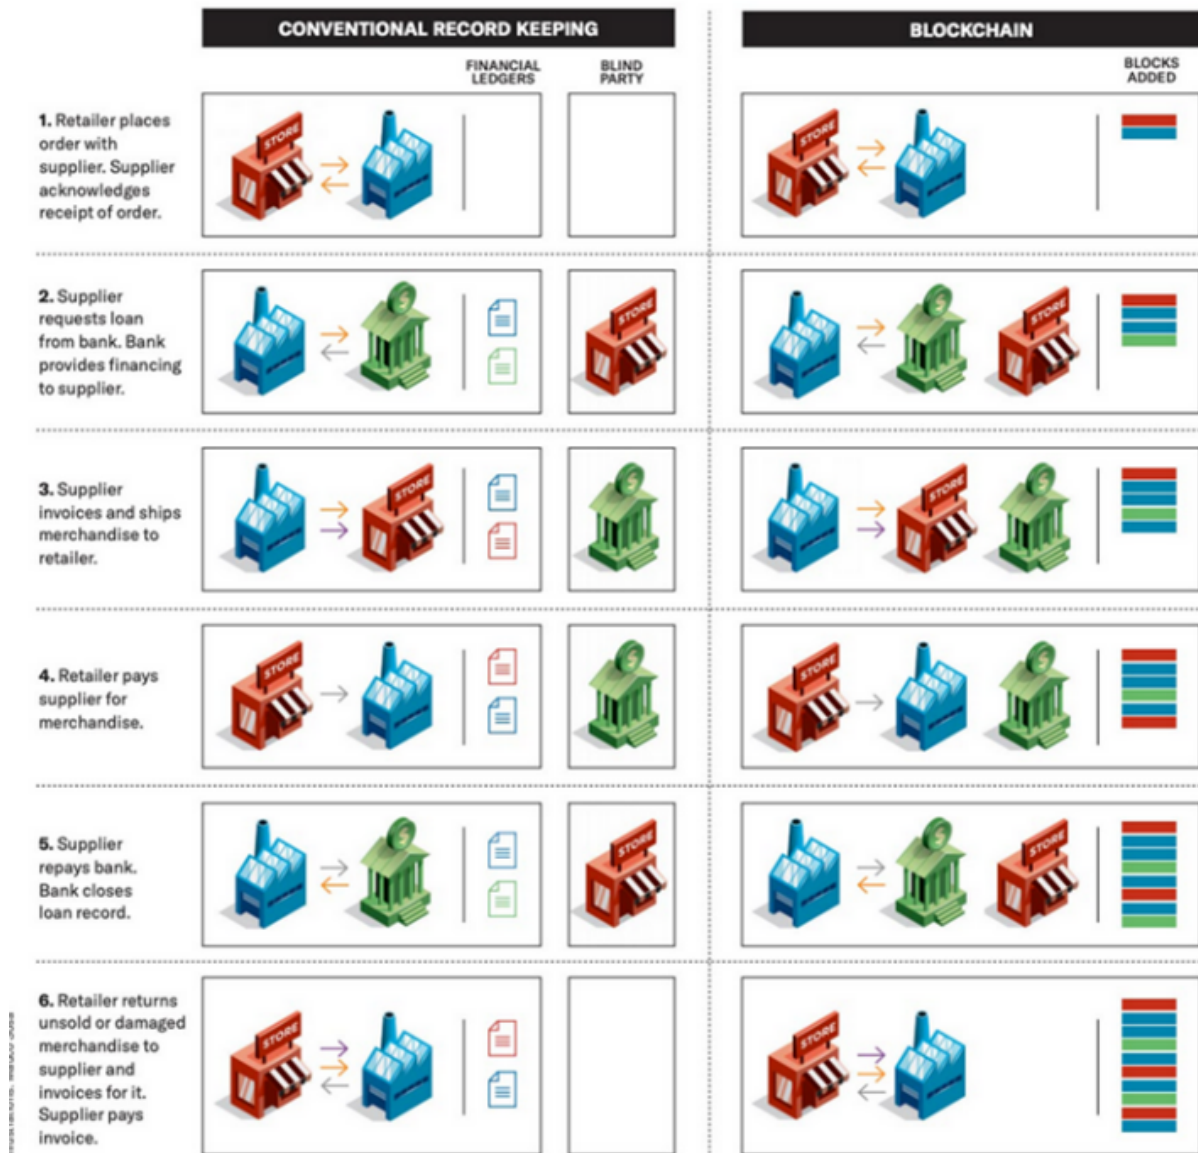 CONVENTIONAL RECORD KEEPING
BLOCKCHAIN
FINANCIAL
LEDGERS
BLIND
PARTY
BLOCKS
ADDED
1. Retailer places
order with
supplier. Supplier
acknowledges
receipt of order.
STORE
STORE
2. Supplier
requests loan
from bank. Bank
provides financing
to supplier.
$
STORE
$
STORE
3. Supplier
invoices and ships
merchandise to
retailer.
STORE
$
STORE
$
4. Retailer pays
supplier for
merchandise.
STORE
$
STORE
$
5. Supplier
repays bank.
Bank closes
loan record.
$
STORE
$
STORE
6. Retailer returns
unsold or damaged
merchandise to
supplier and
invoices for it.
Supplier pays
invoice.
STORE
STORE